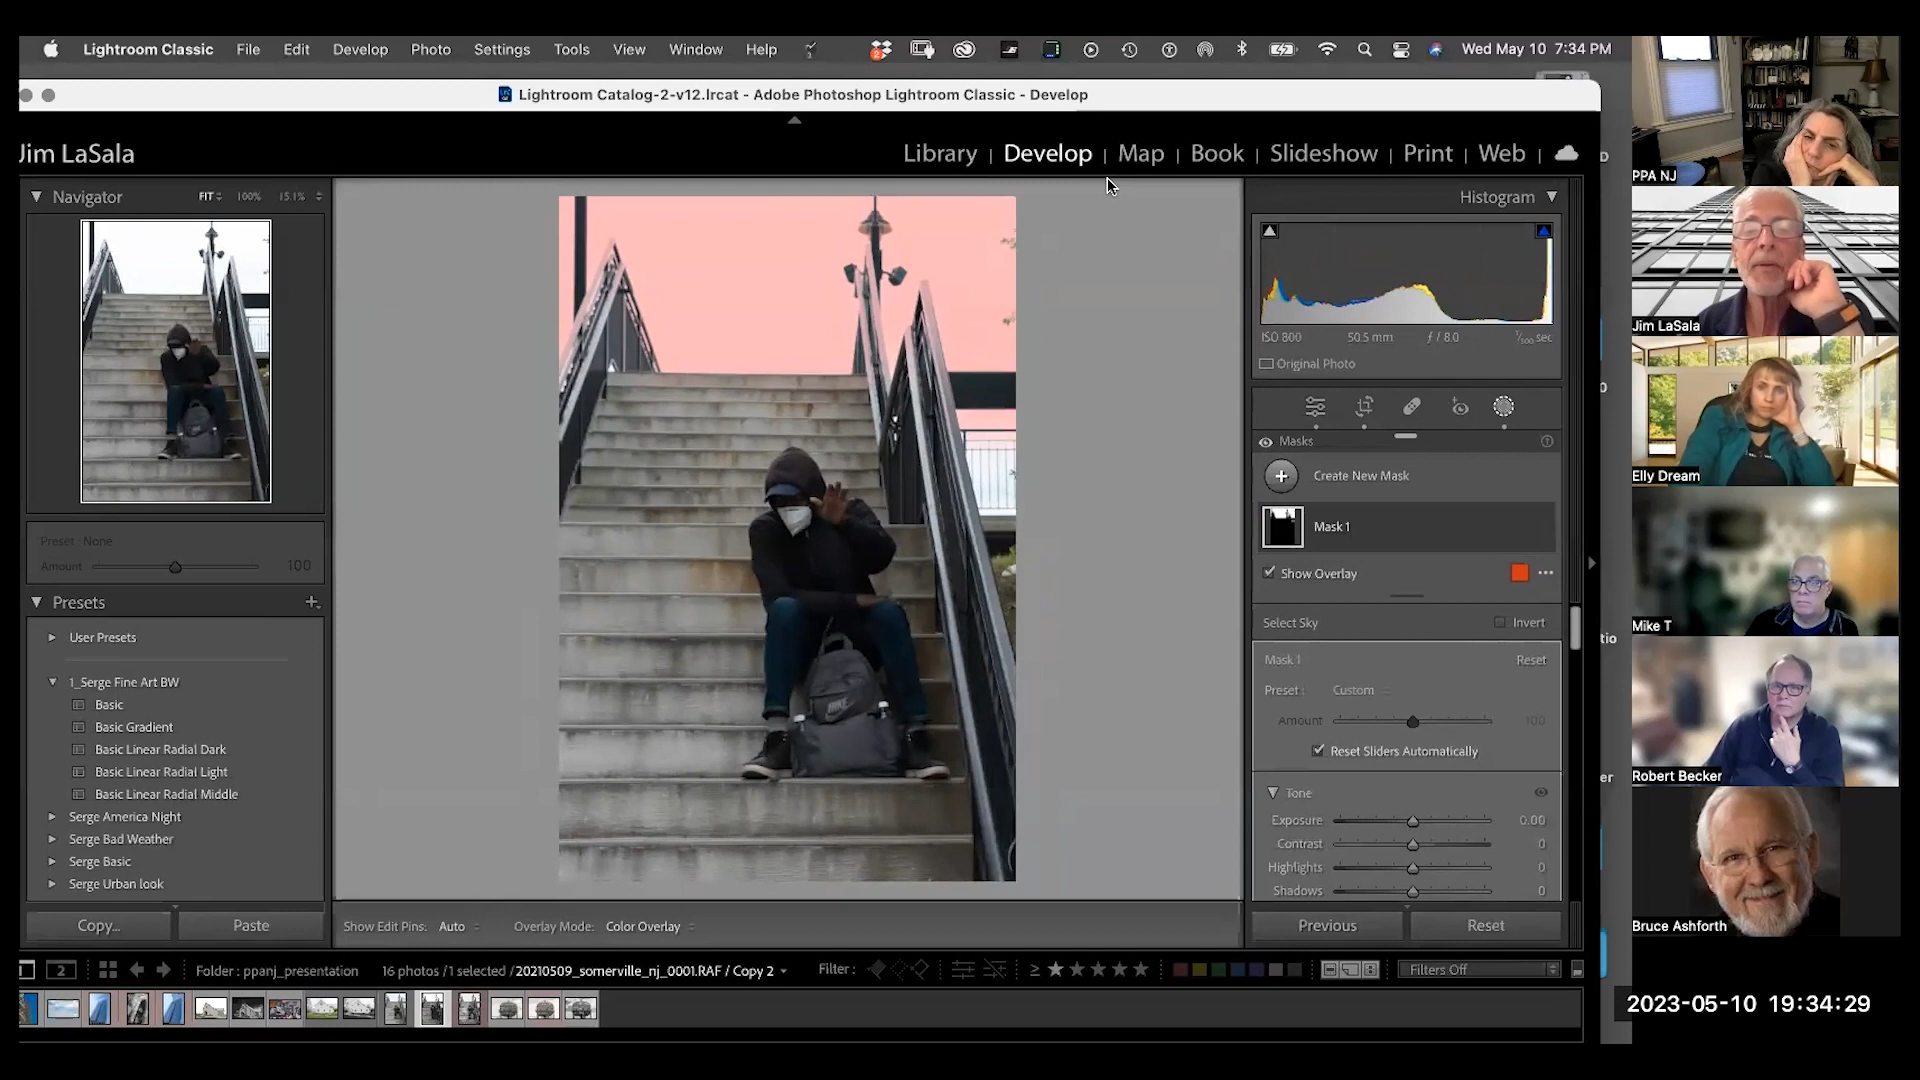 Lightroom Classic File Edit Develop Photo Settings Tools View Window Help Wed May 10 7:34 PM
Lightroom Catalog-2-v12.lrcat - Adobe Photoshop Lightroom Classic - Develop
Jim LaSala
Library | Develop | Map | Book | Slideshow | Print | Web
Navigator FIT 100% 15.1%
Histogram
ISO 800 50.5 mm ƒ / 8.0 1/500 sec
Original Photo
Masks
Create New Mask
Mask 1
Show Overlay
Select Sky Invert
Mask 1 Reset
Preset : Custom
Amount 100
Reset Sliders Automatically
Tone
Exposure 0.00
Contrast 0
Highlights 0
Shadows 0
Previous Reset
Preset : None
Amount 100
Presets
User Presets
1_Serge Fine Art BW
Basic
Basic Gradient
Basic Linear Radial Dark
Basic Linear Radial Light
Basic Linear Radial Middle
Serge America Night
Serge Bad Weather
Serge Basic
Serge Urban look
Copy... Paste
Show Edit Pins: Auto Overlay Mode: Color Overlay
NIKE
2 Folder : ppanj_presentation 16 photos /1 selected /20210509_somerville_nj_0001.RAF / Copy 2 Filter : ≥ Filters Off
PPA NJ
Jim LaSala
Elly Dream
Mike T
Robert Becker
Bruce Ashforth
2023-05-10 19:34:29